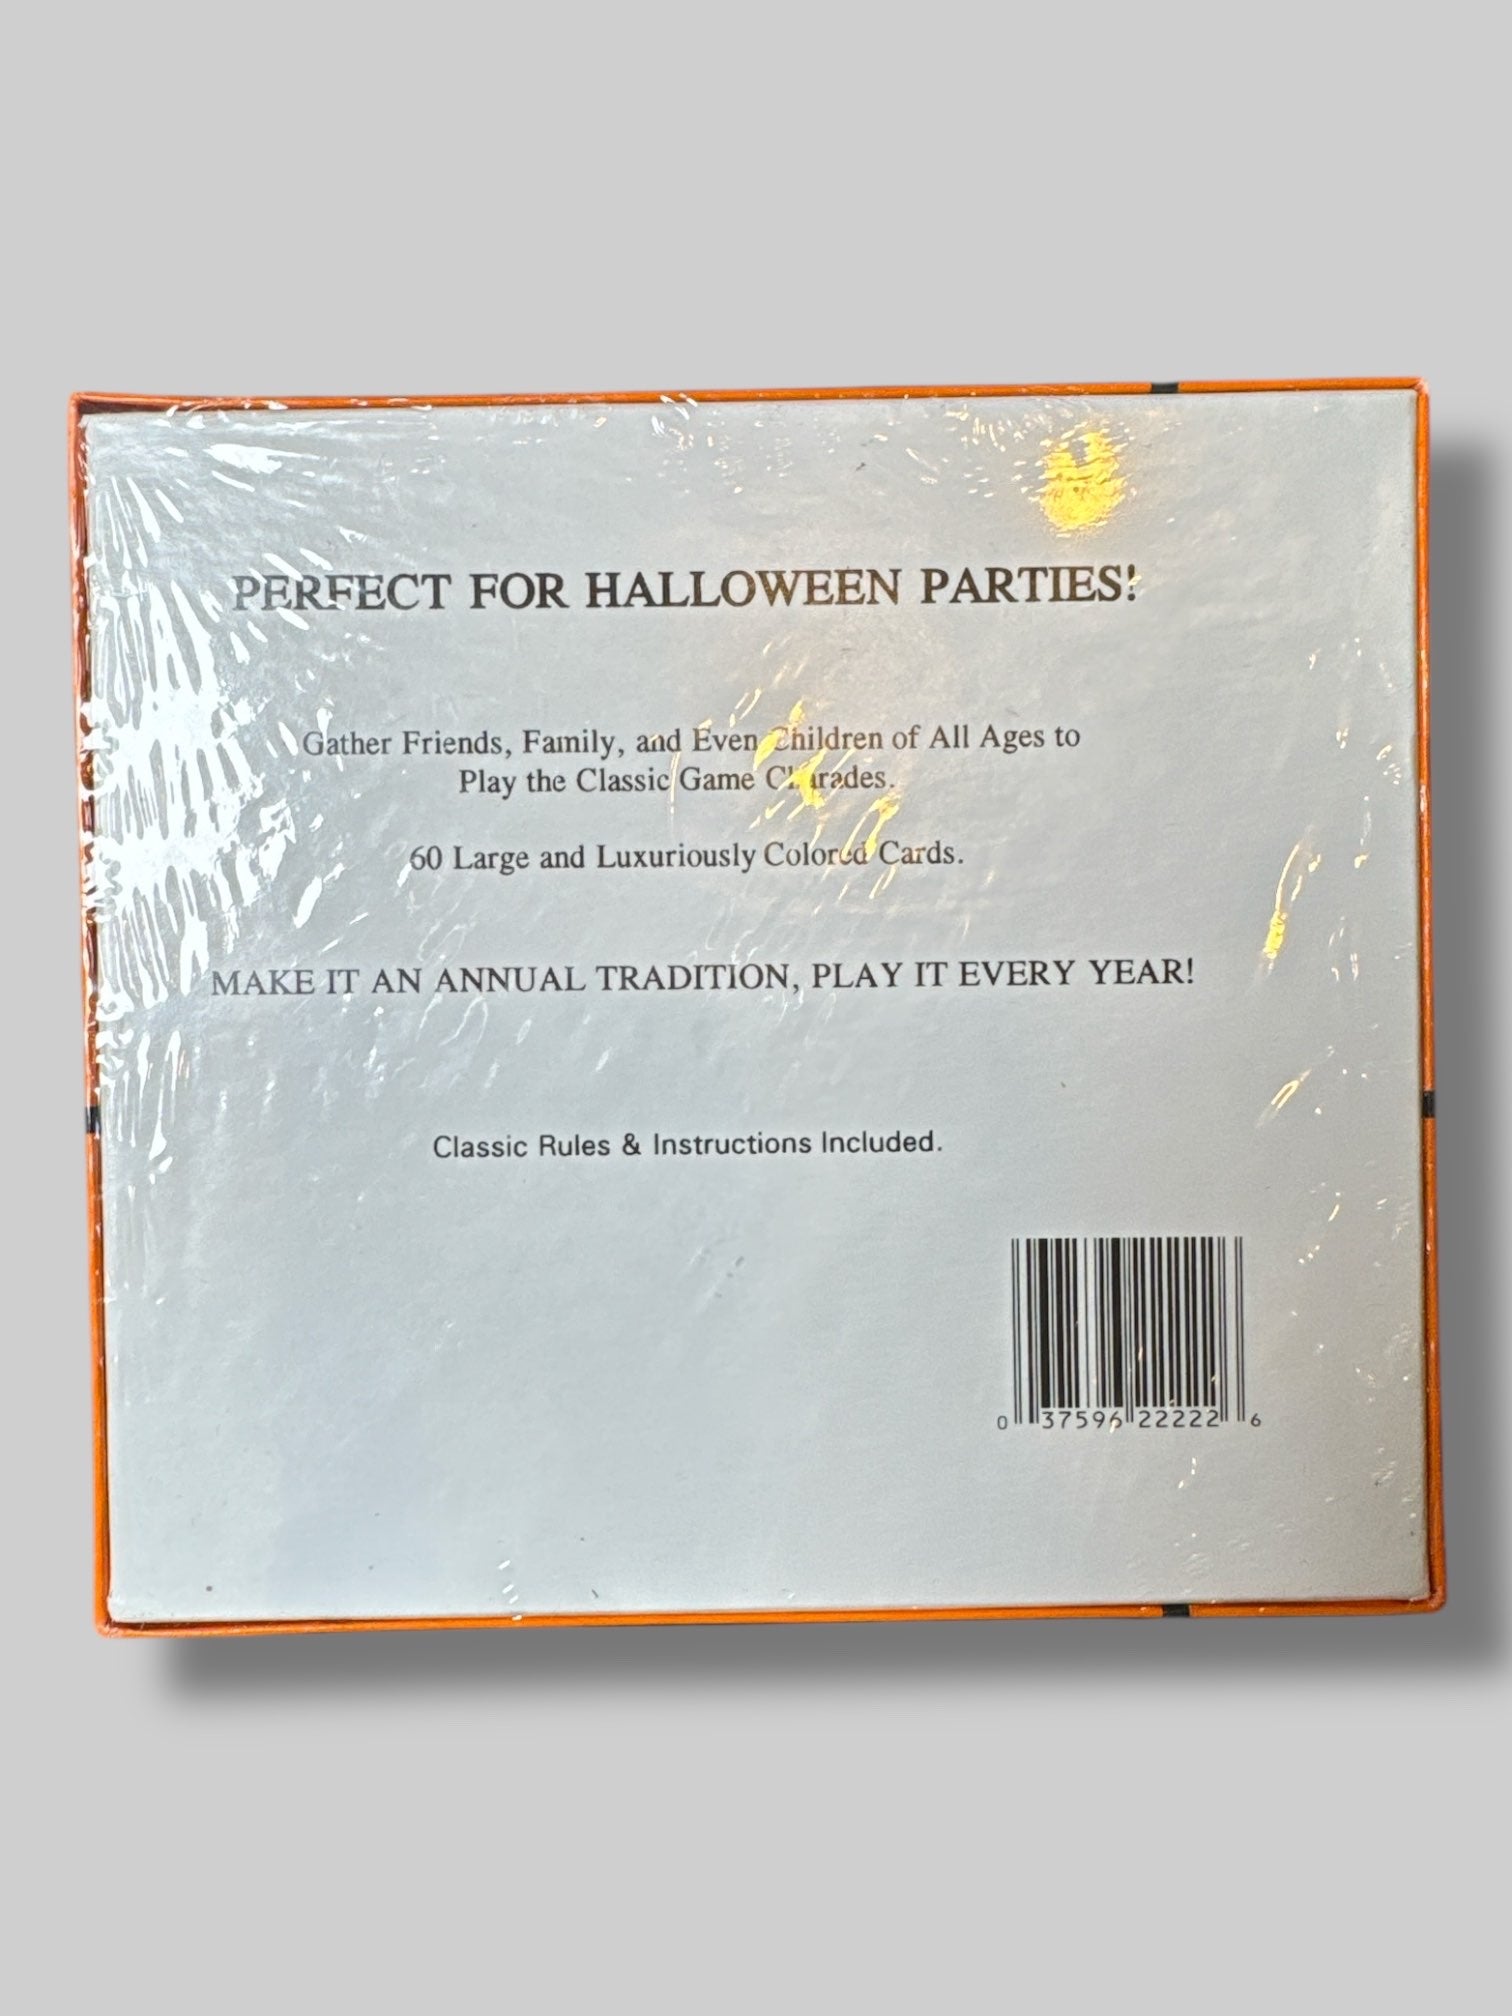 PERFECT FOR HALLOWEEN PARTIES!
Gather Friends, Family, and Even Children of All Ages to
Play the Classic Game Charades.
60 Large and Luxuriously Colored Cards.
MAKE IT AN ANNUAL TRADITION, PLAY IT EVERY YEAR!
Classic Rules & Instructions Included.
0 37596 22222 6